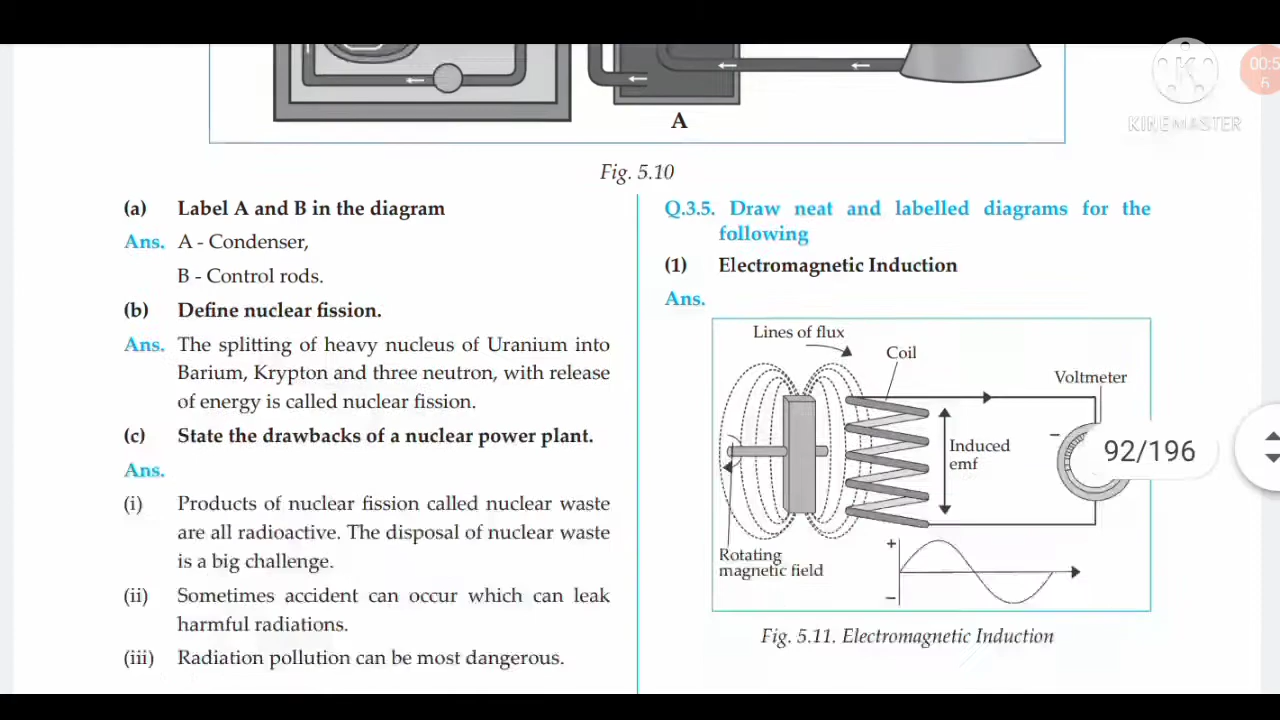 A
KINEMASTER
00:5
6
Fig. 5.10
(a) Label A and B in the diagram
Ans. A - Condenser,
B - Control rods.
(b) Define nuclear fission.
Ans. The splitting of heavy nucleus of Uranium into
Barium, Krypton and three neutron, with release
of energy is called nuclear fission.
(c) State the drawbacks of a nuclear power plant.
Ans.
(i) Products of nuclear fission called nuclear waste
are all radioactive. The disposal of nuclear waste
is a big challenge.
(ii) Sometimes accident can occur which can leak
harmful radiations.
(iii) Radiation pollution can be most dangerous.
Q.3.5. Draw neat and labelled diagrams for the
following
(1) Electromagnetic Induction
Ans.
Lines of flux
Coil
Voltmeter
−
Induced
emf
92/196
Rotating
magnetic field
+
−
Fig. 5.11. Electromagnetic Induction